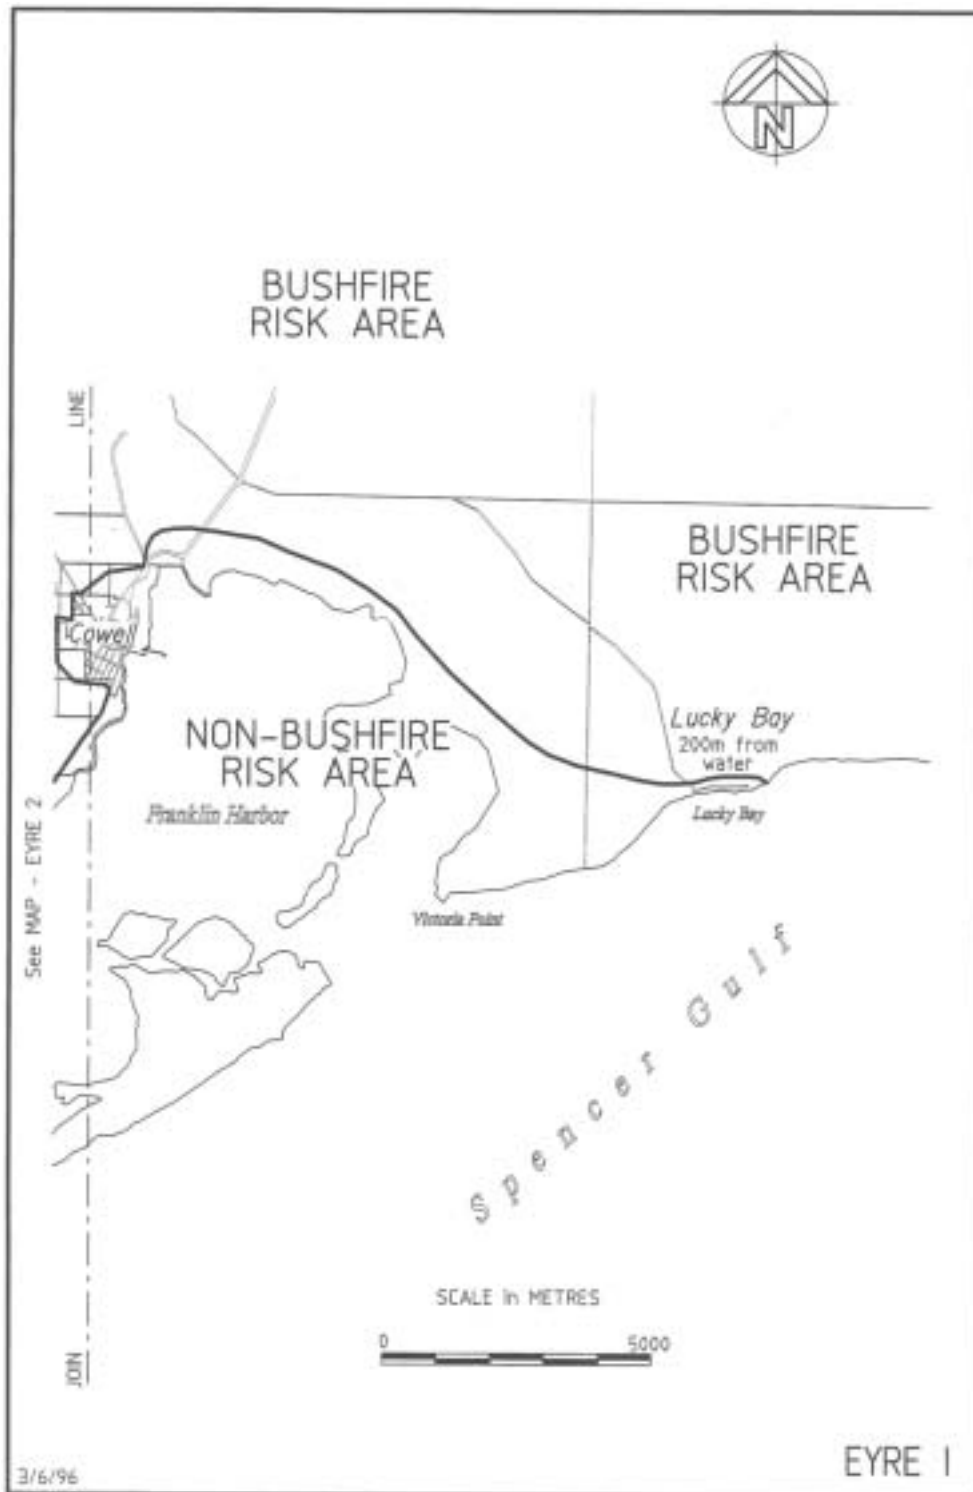 N
BUSHFIRE
RISK AREA
LINE
BUSHFIRE
RISK AREA
Cowell
Lucky Bay
200m from
water
NON-BUSHFIRE
RISK AREA
Franklin Harbor
Lucky Bay
See MAP - EYRE 2
Victoria Point
Spencer Gulf
SCALE in METRES
0 5000
JOIN
3/6/96
EYRE 1